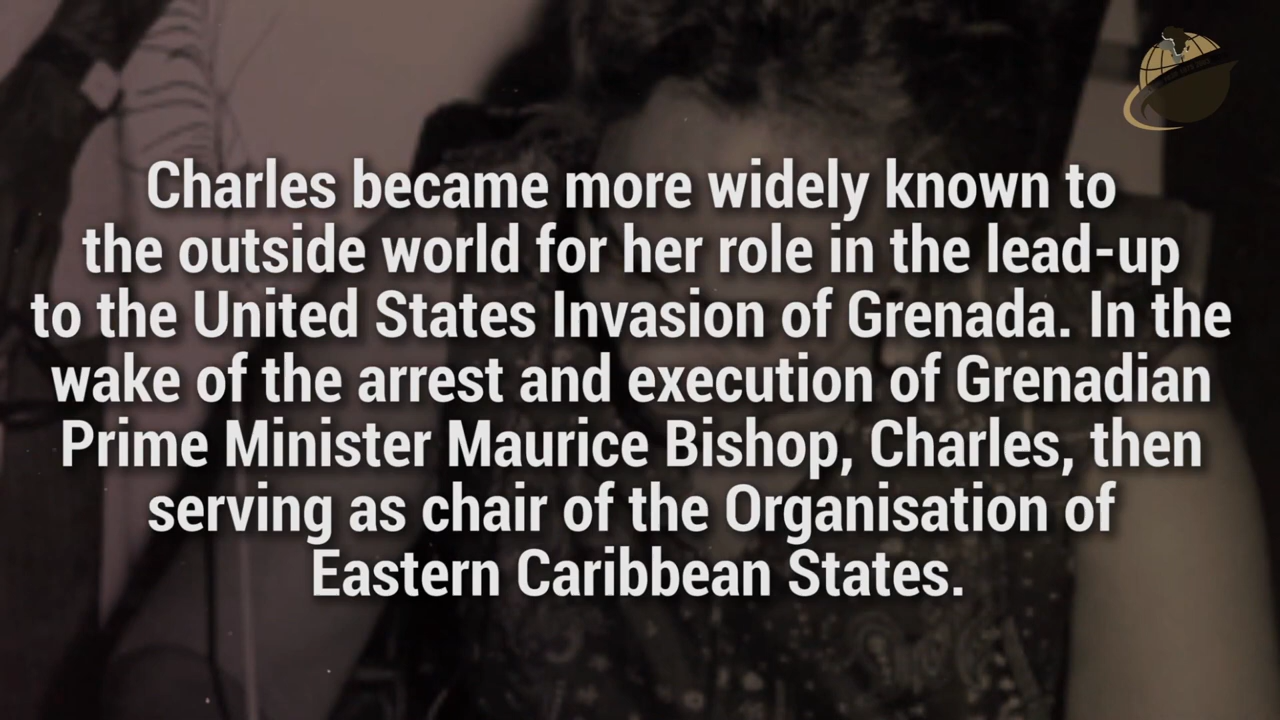 Charles became more widely known to
the outside world for her role in the lead-up
to the United States Invasion of Grenada. In the
wake of the arrest and execution of Grenadian
Prime Minister Maurice Bishop, Charles, then
serving as chair of the Organisation of
Eastern Caribbean States.